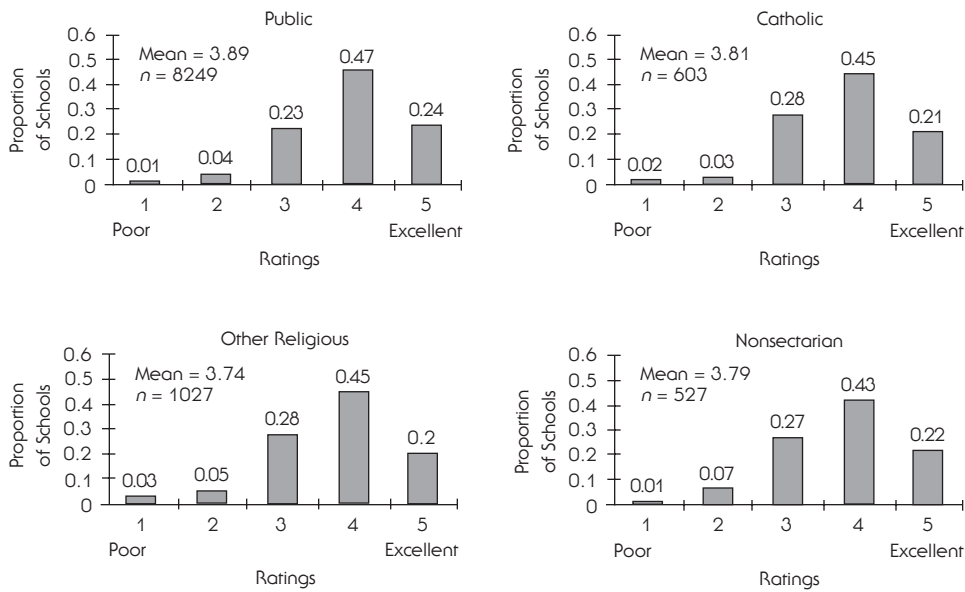 Public
Mean = 3.89
n = 8249
Proportion
of Schools
0.6
0.5
0.4
0.3
0.2
0.1
0
0.01
0.04
0.23
0.47
0.24
1 2 3 4 5
Poor Excellent
Ratings
Catholic
Mean = 3.81
n = 603
Proportion
of Schools
0.6
0.5
0.4
0.3
0.2
0.1
0
0.02
0.03
0.28
0.45
0.21
1 2 3 4 5
Poor Excellent
Ratings
Other Religious
Mean = 3.74
n = 1027
Proportion
of Schools
0.6
0.5
0.4
0.3
0.2
0.1
0
0.03
0.05
0.28
0.45
0.2
1 2 3 4 5
Poor Excellent
Ratings
Nonsectarian
Mean = 3.79
n = 527
Proportion
of Schools
0.6
0.5
0.4
0.3
0.2
0.1
0
0.01
0.07
0.27
0.43
0.22
1 2 3 4 5
Poor Excellent
Ratings